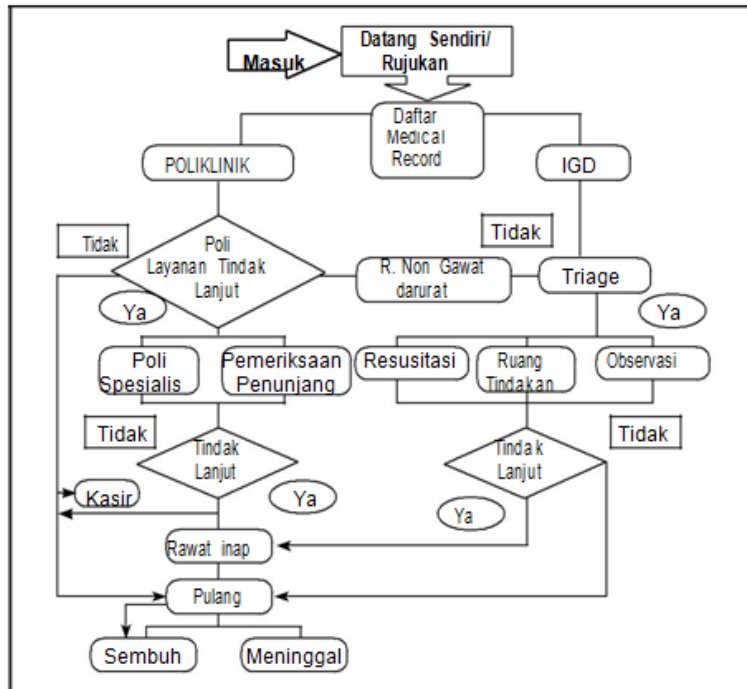 Masuk
Datang Sendiri/
Rujukan
Daftar
Medical
Record
POLIKLINIK
IGD
Tidak
Poli
Layanan Tindak
Lanjut
Tidak
R. Non Gawat
darurat
Triage
Ya
Ya
Poli
Spesialis
Pemeriksaan
Penunjang
Resusitasi
Ruang
Tindakan
Observasi
Tidak
Tindak
Lanjut
Tindak
Lanjut
Tidak
Kasir
Ya
Ya
Rawat inap
Pulang
Sembuh
Meninggal